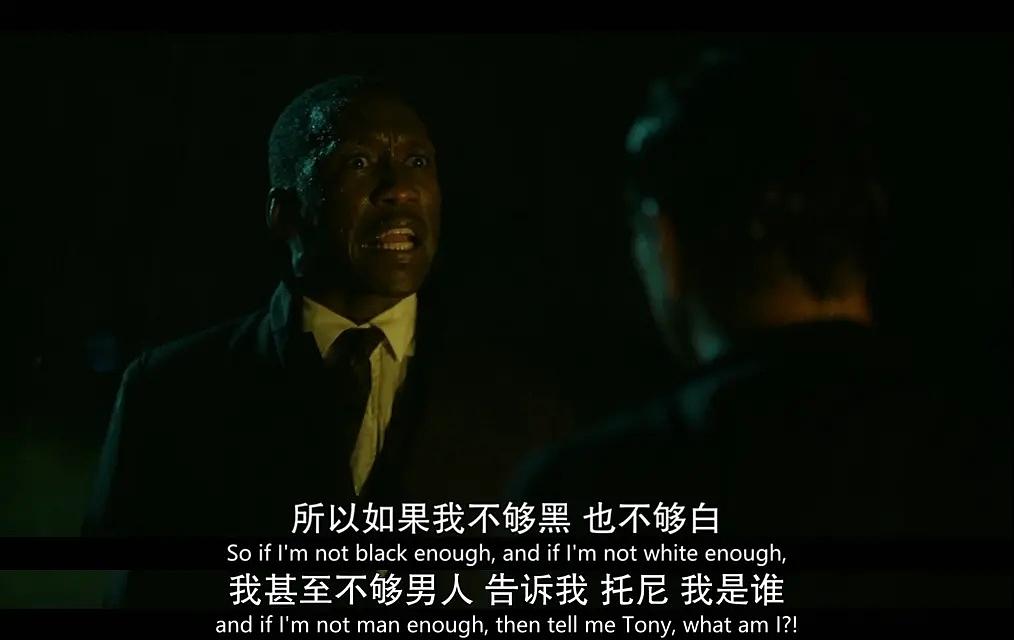 所以如果我不够黑 也不够白
So if I'm not black enough, and if I'm not white enough,
我甚至不够男人 告诉我 托尼 我是谁
and if I'm not man enough, then tell me Tony, what am I?!